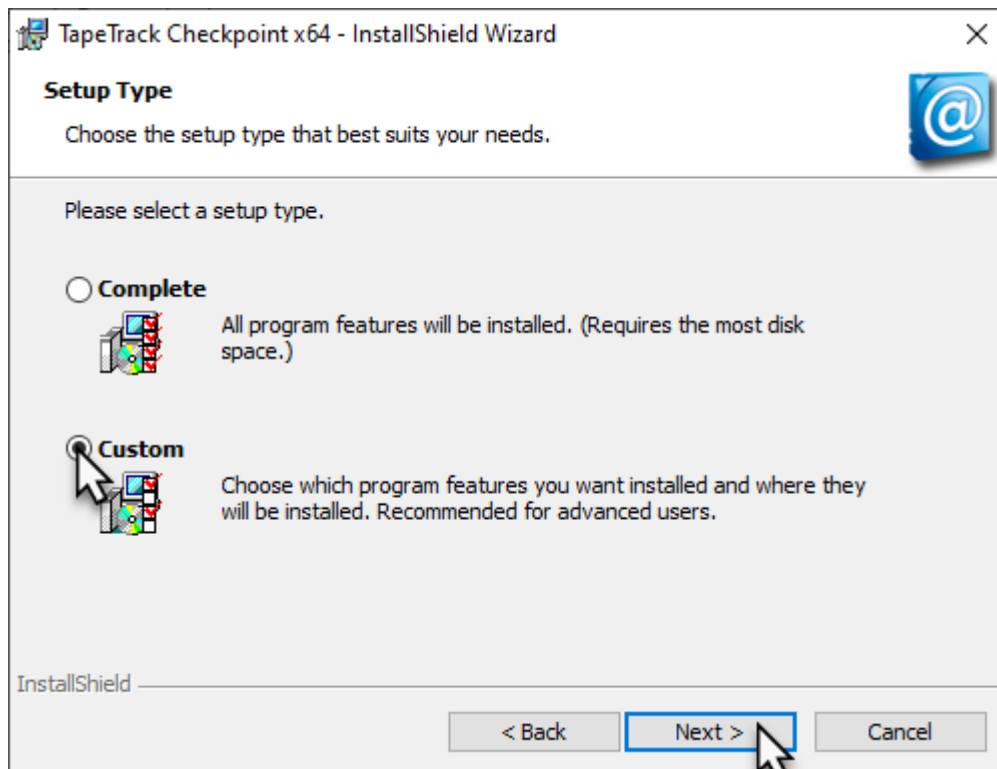 TapeTrack Checkpoint x64 - InstallShield Wizard
Setup Type
Choose the setup type that best suits your needs.
Please select a setup type.
Complete
All program features will be installed. (Requires the most disk
space.)
Custom
Choose which program features you want installed and where they
will be installed. Recommended for advanced users.
InstallShield
< Back
Next >
Cancel